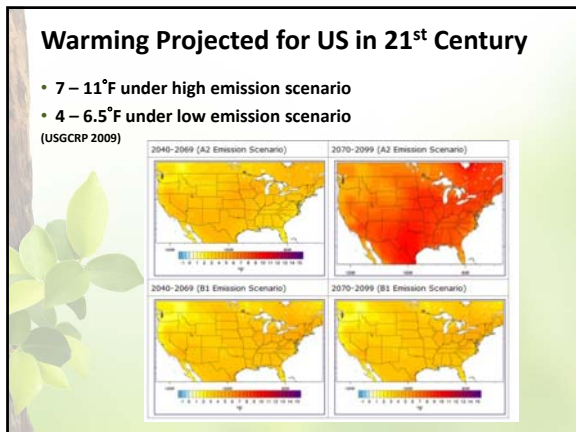 Warming Projected for US in 21st Century
• 7 – 11°F under high emission scenario
• 4 – 6.5°F under low emission scenario
(USGCRP 2009)
2040-2069 (A2 Emission Scenario)
2070-2099 (A2 Emission Scenario)
2040-2069 (B1 Emission Scenario)
2070-2099 (B1 Emission Scenario)
°F
°F
°F
°F